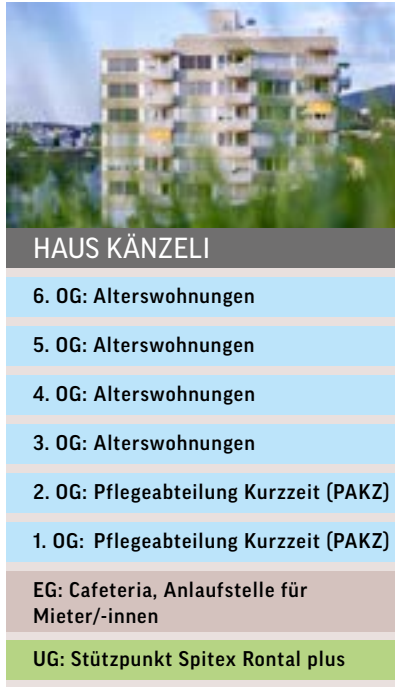 HAUS KÄNZELI
6. OG: Alterswohnungen
5. OG: Alterswohnungen
4. OG: Alterswohnungen
3. OG: Alterswohnungen
2. OG: Pflegeabteilung Kurzzeit (PAKZ)
1. OG: Pflegeabteilung Kurzzeit (PAKZ)
EG: Cafeteria, Anlaufstelle für
Mieter/-innen
UG: Stützpunkt Spitex Rontal plus